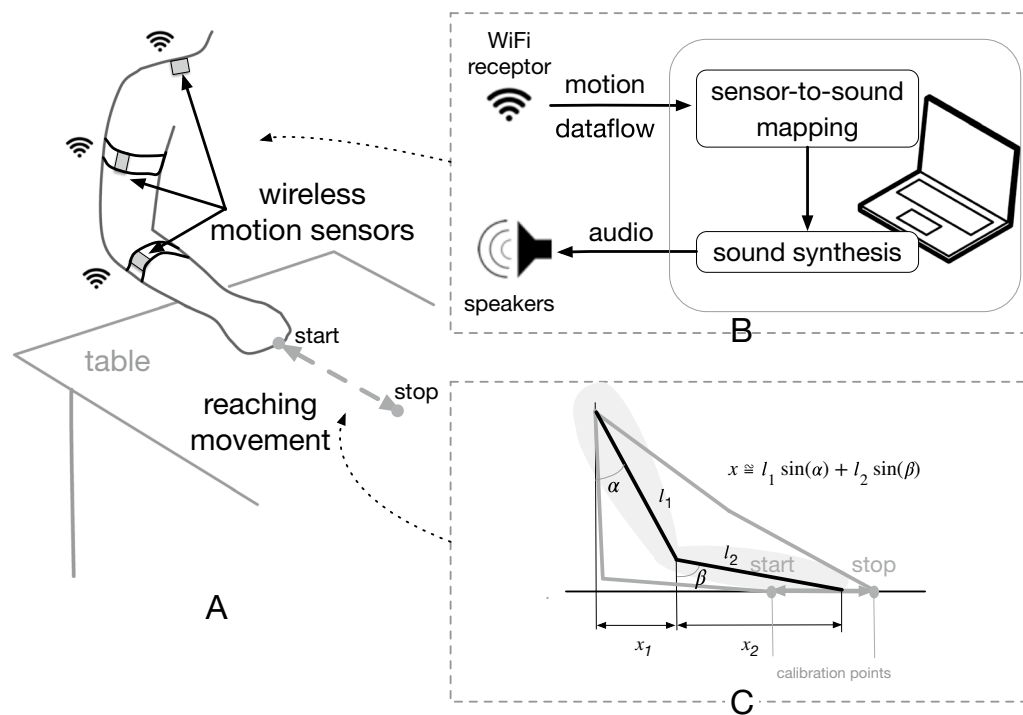 wireless
motion sensors
start
table
stop
reaching
movement
A
WiFi
receptor
motion
dataflow
sensor-to-sound
mapping
audio
sound synthesis
speakers
B
x ≅ l₁ sin(α) + l₂ sin(β)
α
l₁
l₂
start
stop
β
x₁
x₂
calibration points
C